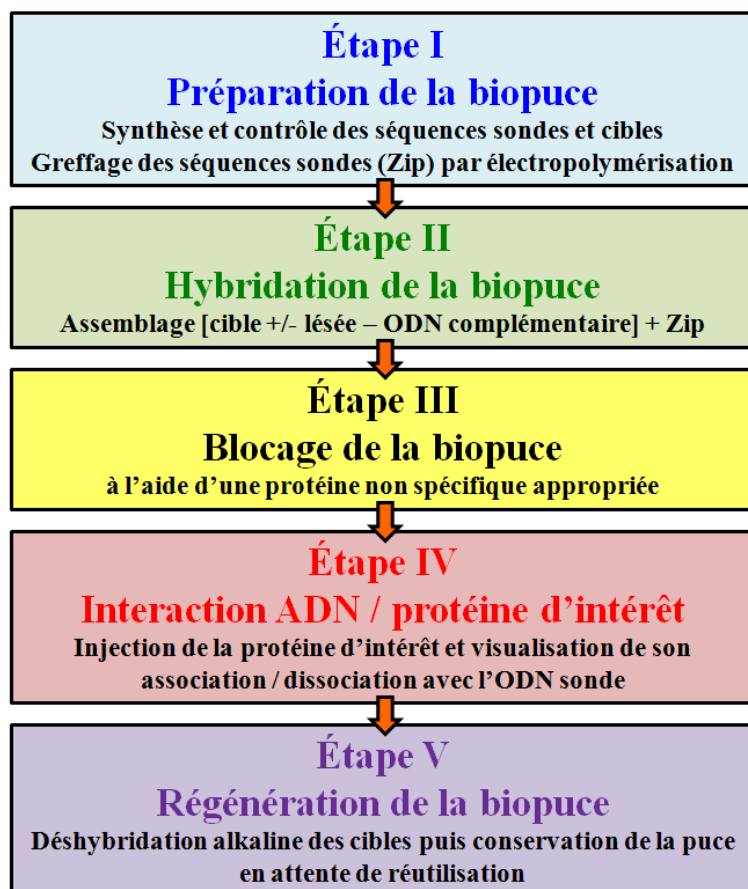 Étape I
Préparation de la biopuce
Synthèse et contrôle des séquences sondes et cibles
Greffage des séquences sondes (Zip) par électropolymérisation
Étape II
Hybridation de la biopuce
Assemblage [cible +/- lésée – ODN complémentaire] + Zip
Étape III
Blocage de la biopuce
à l’aide d’une protéine non spécifique appropriée
Étape IV
Interaction ADN / protéine d’intérêt
Injection de la protéine d’intérêt et visualisation de son
association / dissociation avec l’ODN sonde
Étape V
Régénération de la biopuce
Déshybridation alkaline des cibles puis conservation de la puce
en attente de réutilisation